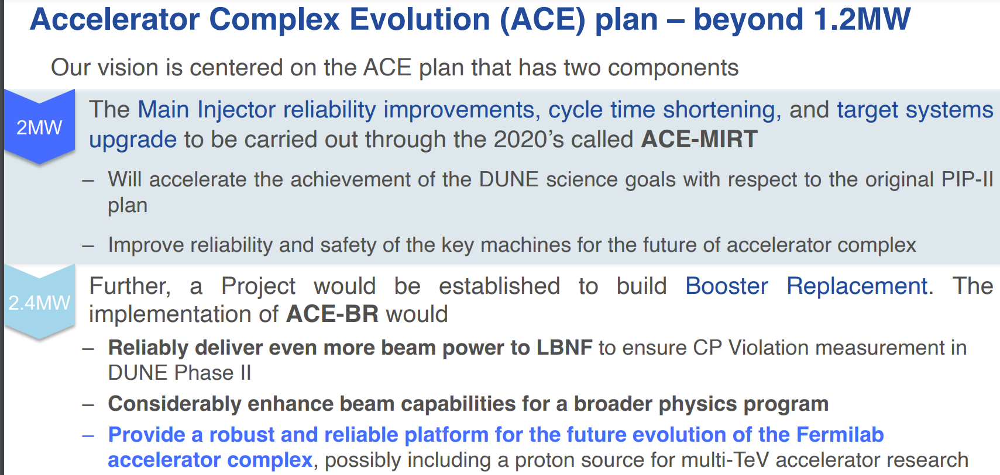 Accelerator Complex Evolution (ACE) plan – beyond 1.2MW
Our vision is centered on the ACE plan that has two components
2MW
The Main Injector reliability improvements, cycle time shortening, and target systems
upgrade to be carried out through the 2020’s called ACE-MIRT
– Will accelerate the achievement of the DUNE science goals with respect to the original PIP-II
plan
– Improve reliability and safety of the key machines for the future of accelerator complex
2.4MW
Further, a Project would be established to build Booster Replacement. The
implementation of ACE-BR would
– Reliably deliver even more beam power to LBNF to ensure CP Violation measurement in
DUNE Phase II
– Considerably enhance beam capabilities for a broader physics program
– Provide a robust and reliable platform for the future evolution of the Fermilab
accelerator complex, possibly including a proton source for multi-TeV accelerator research